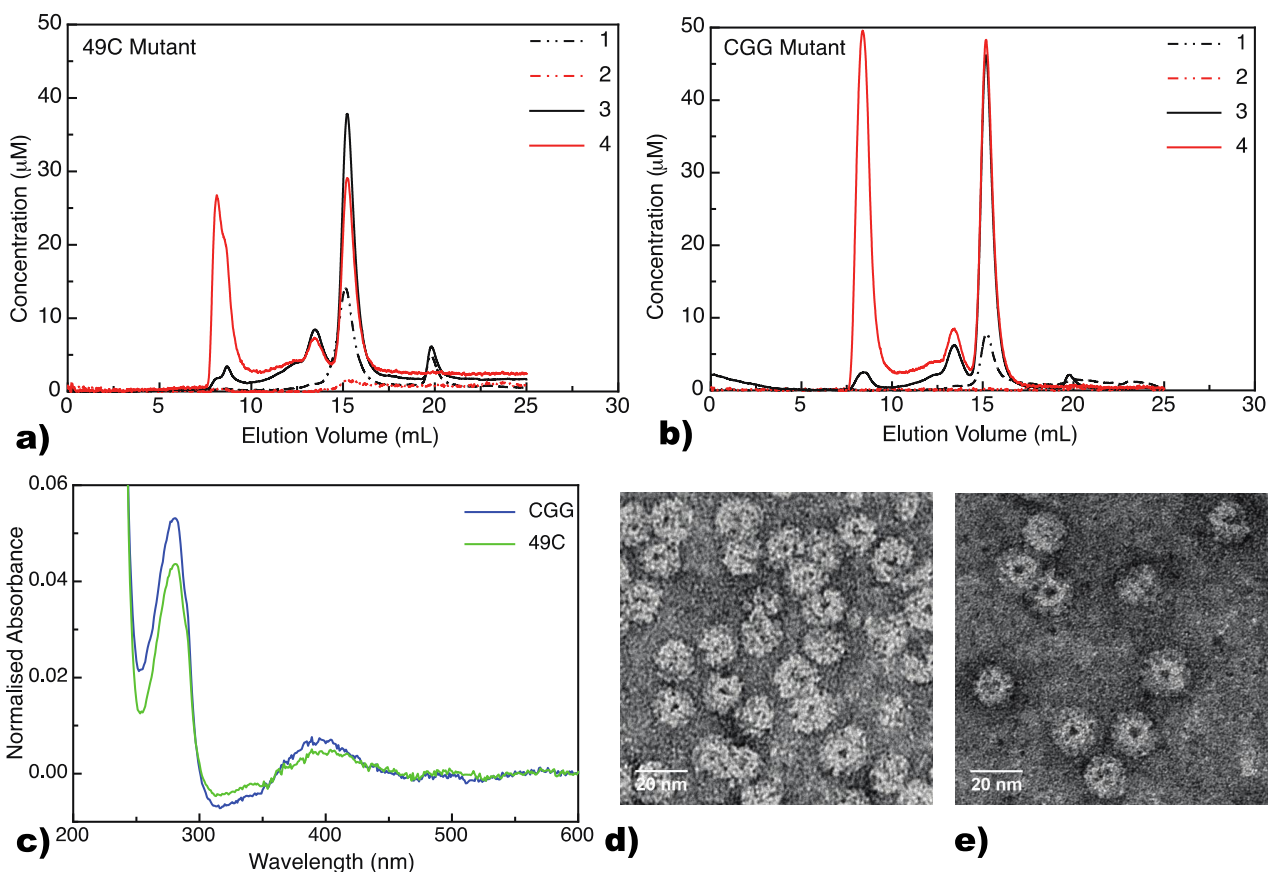 49C Mutant
1
2
3
4
50
40
30
20
10
0
Concentration (μM)
0 5 10 15 20 25 30
Elution Volume (mL)
a)
CGG Mutant
1
2
3
4
50
40
30
20
10
0
Concentration (μM)
0 5 10 15 20 25 30
Elution Volume (mL)
b)
CGG
49C
0.06
0.04
0.02
0.00
Normalised Absorbance
200 300 400 500 600
Wavelength (nm)
c)
20 nm
d)
20 nm
e)